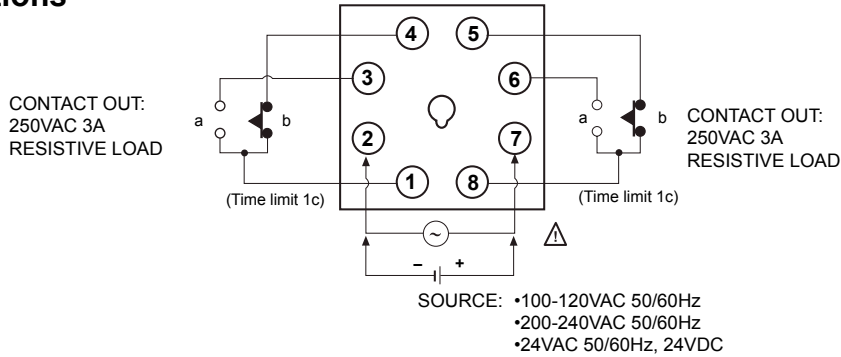 4
5
3
6
CONTACT OUT:
250VAC 3A
RESISTIVE LOAD
a
b
a
b
CONTACT OUT:
250VAC 3A
RESISTIVE LOAD
2
7
1
8
(Time limit 1c)
(Time limit 1c)
~
!
– +
SOURCE: •100-120VAC 50/60Hz
•200-240VAC 50/60Hz
•24VAC 50/60Hz, 24VDC